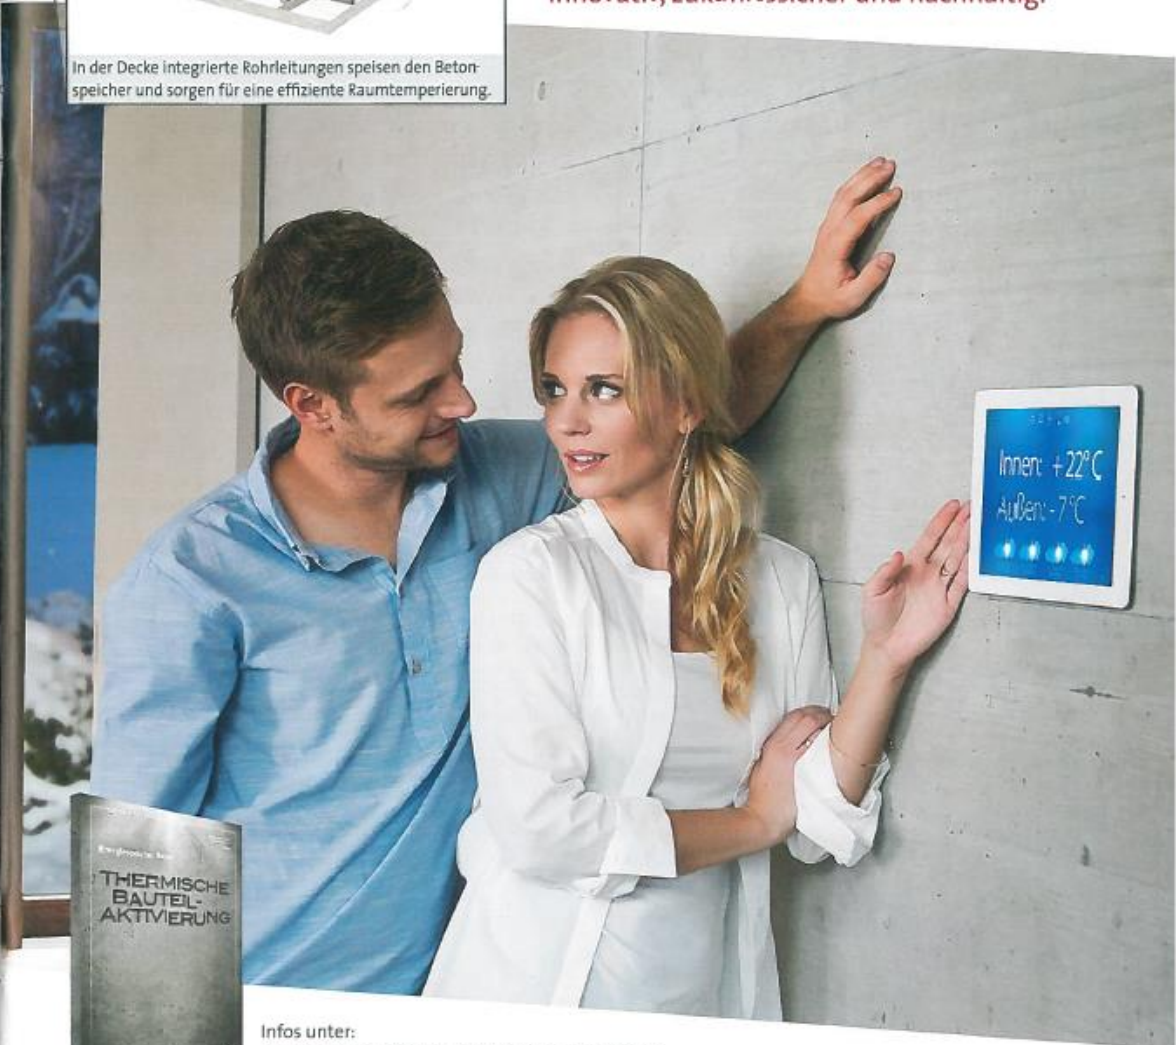 innovativ, zukunftssicher und nachhaltig.
In der Decke integrierte Rohrleitungen speisen den Beton-
speicher und sorgen für eine effiziente Raumtemperierung.
Innen: +22°C
Außen: -7°C
THERMISCHE
BAUTEIL-
AKTIVIERUNG
Infos unter: